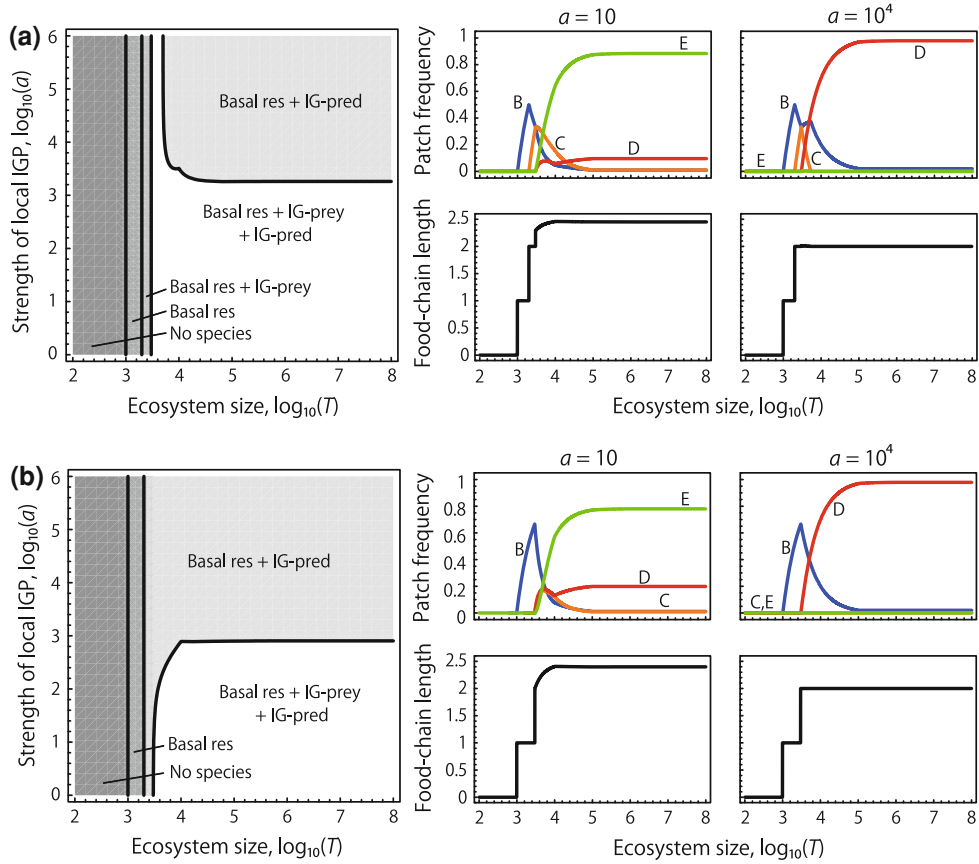 (a)
Strength of local IGP, log10(a)
6
5
4
3
2
1
0
Basal res + IG-pred
Basal res + IG-prey
+ IG-pred
Basal res + IG-prey
Basal res
No species
2 3 4 5 6 7 8
Ecosystem size, log10(T)
a = 10
Patch frequency
1
0.8
0.6
0.4
0.2
0
E
B
C
D
a = 10⁴
D
B
E
C
Food-chain length
2.5
2
1.5
1
0.5
0
2 3 4 5 6 7 8
2 3 4 5 6 7 8
Ecosystem size, log10(T)
(b)
Strength of local IGP, log10(a)
6
5
4
3
2
1
0
Basal res + IG-pred
Basal res + IG-prey
+ IG-pred
Basal res
No species
2 3 4 5 6 7 8
Ecosystem size, log10(T)
a = 10
Patch frequency
1
0.8
0.6
0.4
0.2
0
E
B
D
C
a = 10⁴
D
B
C,E
Food-chain length
2.5
2
1.5
1
0.5
0
2 3 4 5 6 7 8
2 3 4 5 6 7 8
Ecosystem size, log10(T)